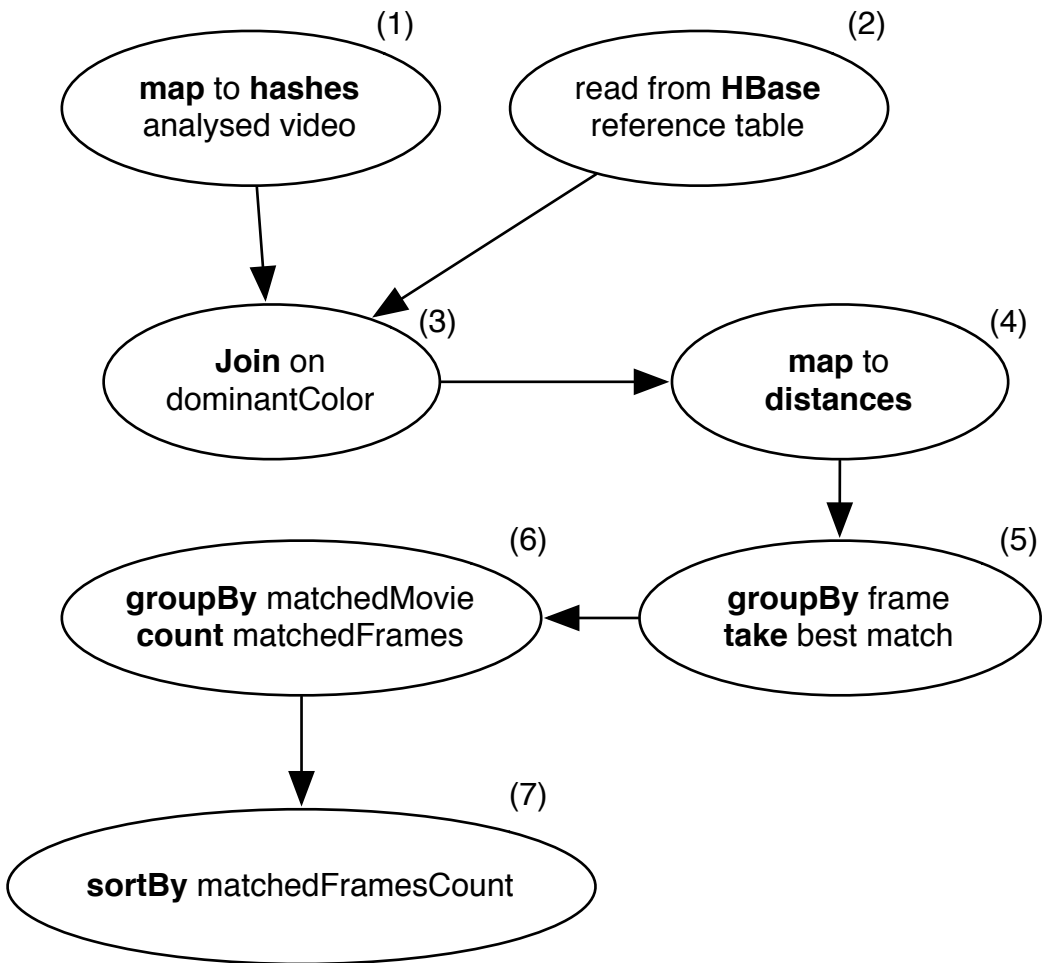 (1)
map to hashes
analysed video
(2)
read from HBase
reference table
(3)
Join on
dominantColor
(4)
map to
distances
(5)
groupBy frame
take best match
(6)
groupBy matchedMovie
count matchedFrames
(7)
sortBy matchedFramesCount